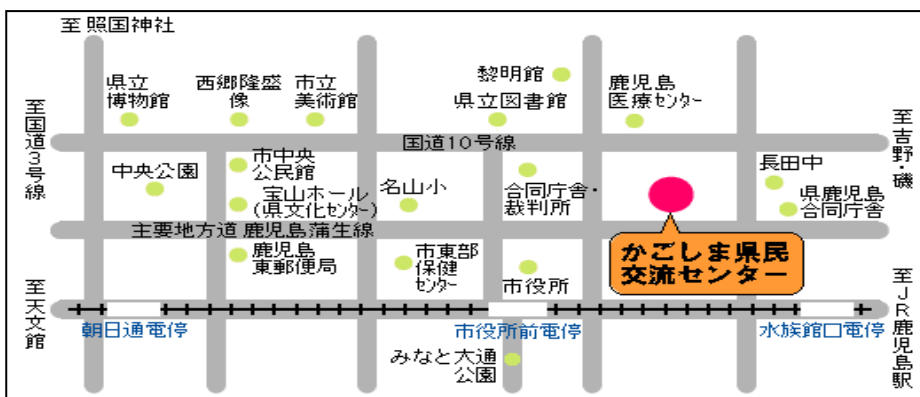 至 照国神社
県立
博物館
西郷隆盛
像
市立
美術館
黎明館
県立図書館
鹿児島
医療センター
至国道3号線
国道10号線
至吉野・磯
中央公園
市中央
公民館
宝山ホール
(県文化センター)
名山小
合同庁舎・
裁判所
長田中
県鹿児島
合同庁舎
主要地方道 鹿児島蒲生線
鹿児島
東郵便局
市東部
保健
センター
市役所
かごしま県民
交流センター
至天文館
朝日通電停
市役所前電停
水族館口電停
至JR鹿児島駅
みなと大通
公園